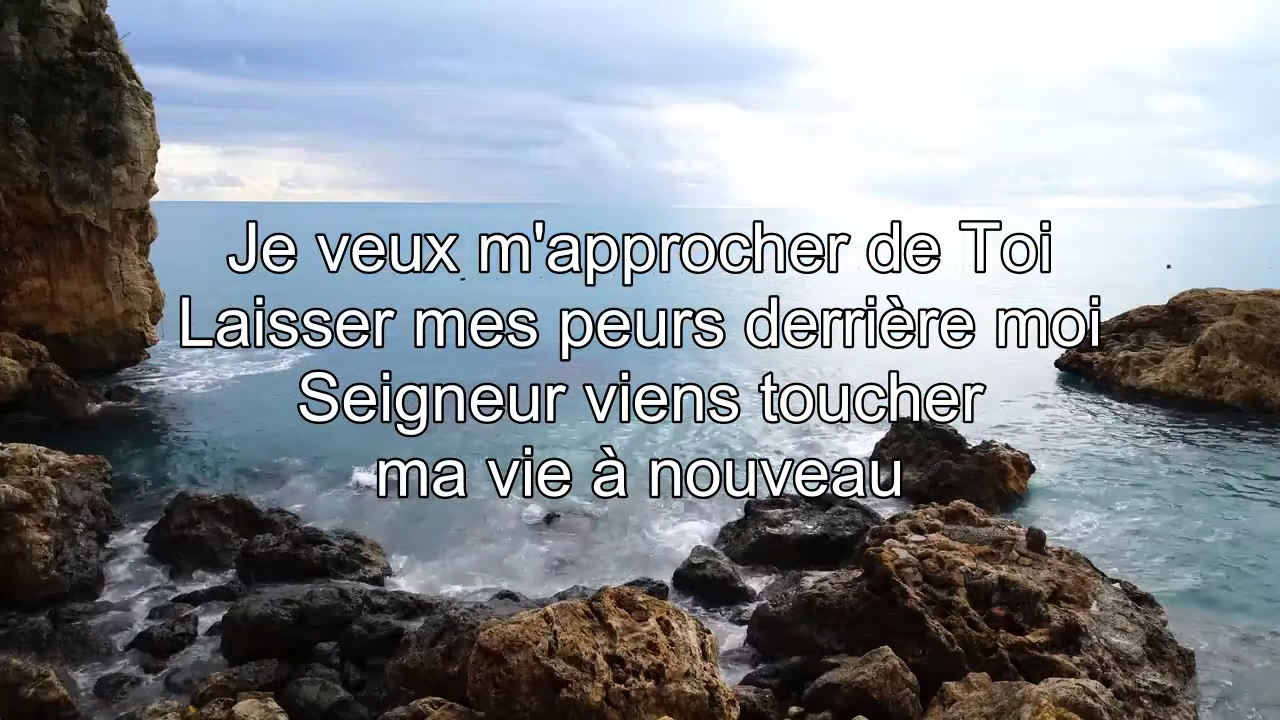 Je veux m'approcher de Toi
Laisser mes peurs derrière moi
Seigneur viens toucher
ma vie à nouveau